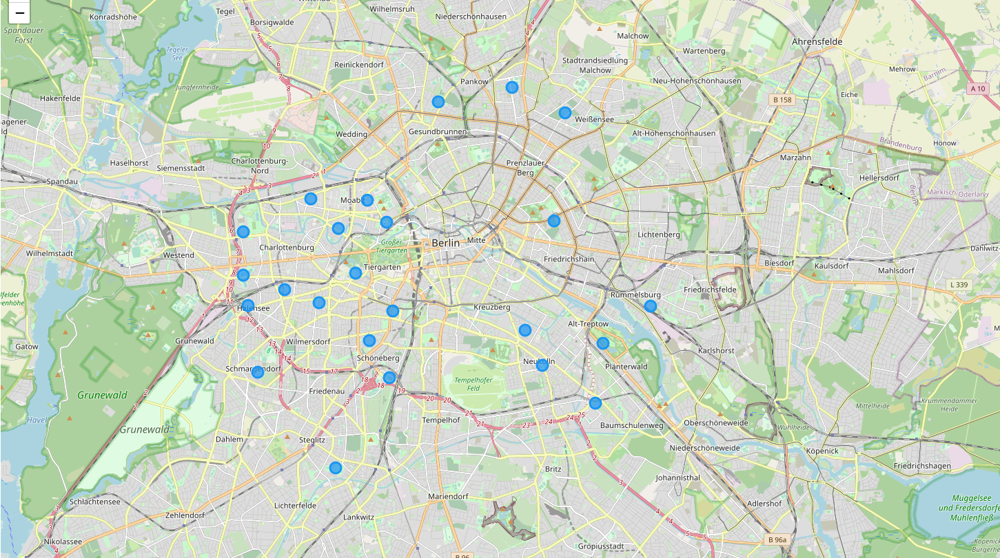 −
Konradshöhe
Tegel
Wilhelmsruh
Niederschönhausen
Borsigwalde
Spandauer
Forst
Malchow
Ahrensfelde
Wartenberg
Tegeler
See
Reinickendorf
Stadtrandsiedlung
Malchow
Mehrow
Barnim
A 10
Pankow
Neu-Hohenschönhausen
Jungfernheide
Hakenfelde
Eiche
B 158
Weißensee
agener
ld
Wedding
Gesundbrunnen
Alt-Hohenschönhausen
Brandenburg
Hönow
Marzahn
Haselhorst
Siemensstadt
Charlottenburg-
Nord
Prenzlauer
Berg
Hellersdorf
Spandau
Berlin
Märkisch-Oderland
Moabit
Lichtenberg
Charlottenburg
Großer
Tiergarten
Berlin
Mitte
Wilhelmstadt
Westend
Friedrichshain
Biesdorf
Kaulsdorf
Mahlsdorf
Dahlwitz-
Tiergarten
L 339
Friedrichsfelde
Rummelsburg
Halensee
Kreuzberg
Alt-Treptow
Grunewald
Wilmersdorf
Gatow
Karlshorst
Schöneberg
Neukölln
Plänterwald
Schmargendorf
Tempelhofer
Feld
Grunewald
Friedenau
Krummendammer
Heide
Mittelheide
Havel
Tempelhof
Grunewald
Baumschulenweg
Oberschöneweide
Wuhlheide
Dahlem
Steglitz
Niederschöneweide
Köpenick
Britz
Friedrichshagen
Johannisthal
Mariendorf
Schlachtensee
Lichterfelde
Adlershof
Müggelsee
und Fredersdorfer
Mühlenfließ
Zehlendorf
Lankwitz
Nikolassee
B 96a
Gropiusstadt
B 96